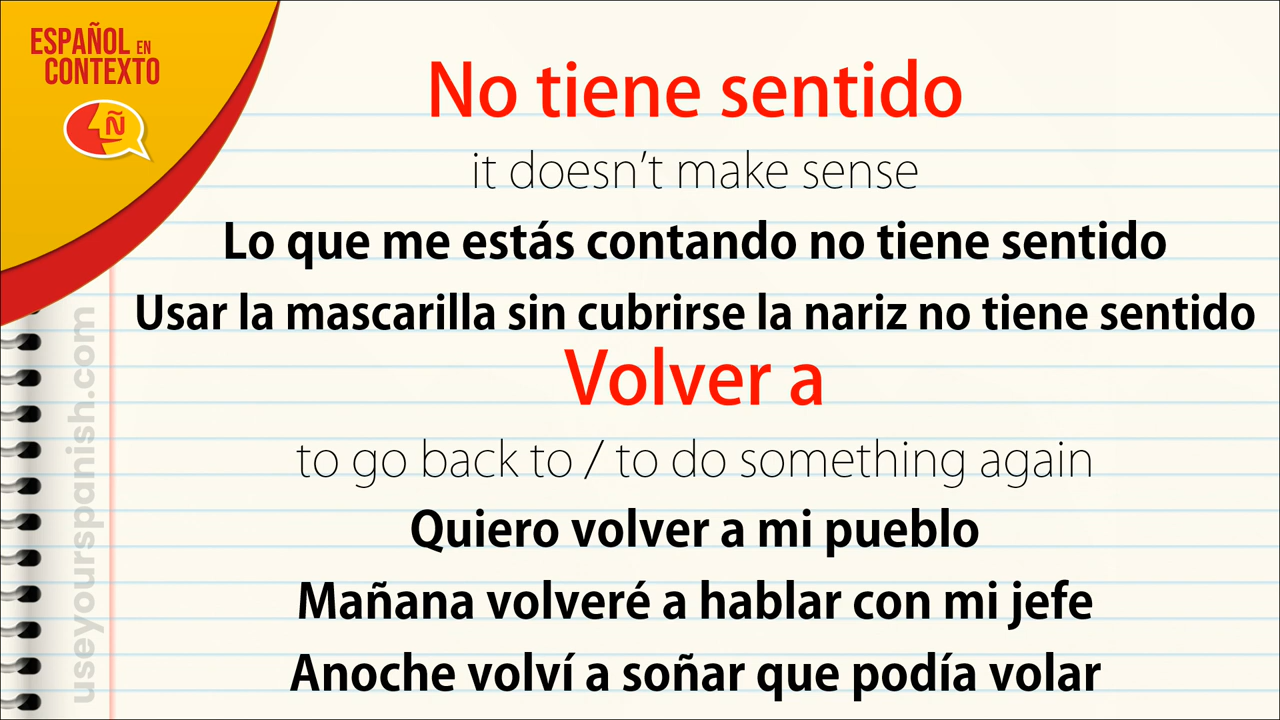 ESPAÑOL EN
CONTEXTO
Ñ
No tiene sentido
it doesn’t make sense
Lo que me estás contando no tiene sentido
Usar la mascarilla sin cubrirse la nariz no tiene sentido
Volver a
to go back to / to do something again
Quiero volver a mi pueblo
Mañana volveré a hablar con mi jefe
Anoche volví a soñar que podía volar
useyourspanish.com